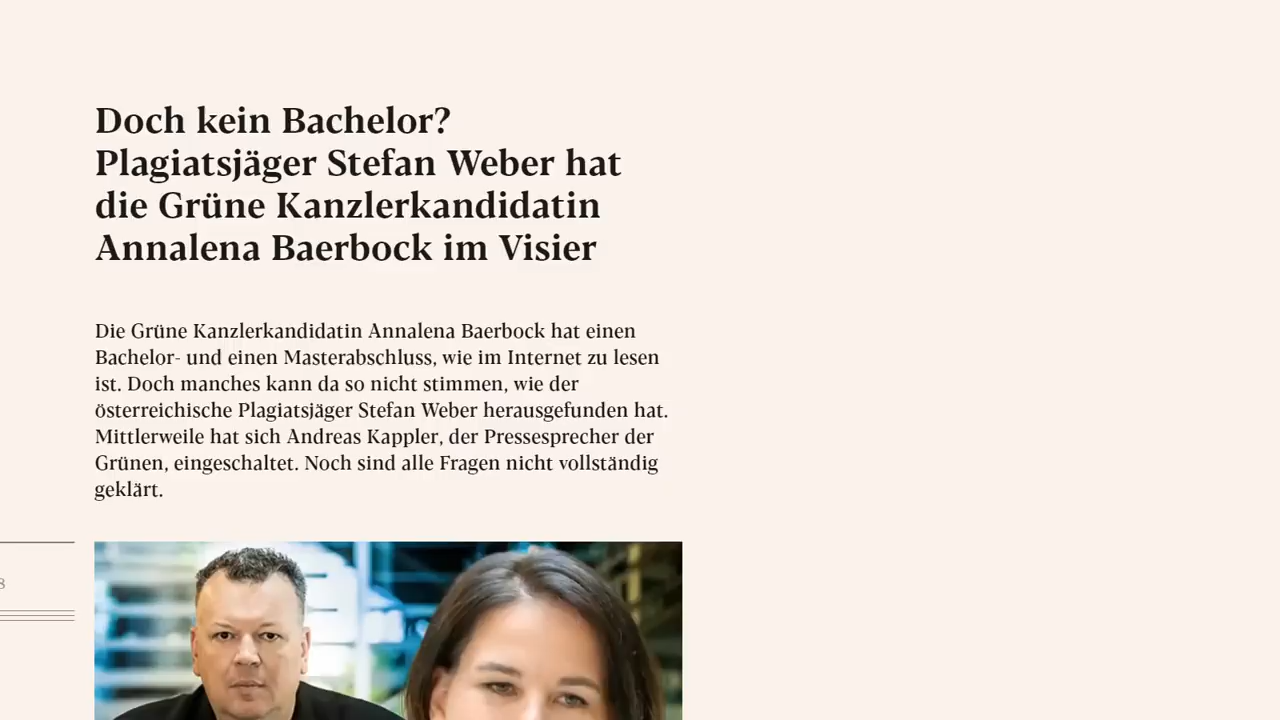 Doch kein Bachelor?
Plagiatsjäger Stefan Weber hat
die Grüne Kanzlerkandidatin
Annalena Baerbock im Visier
Die Grüne Kanzlerkandidatin Annalena Baerbock hat einen
Bachelor- und einen Masterabschluss, wie im Internet zu lesen
ist. Doch manches kann da so nicht stimmen, wie der
österreichische Plagiatsjäger Stefan Weber herausgefunden hat.
Mittlerweile hat sich Andreas Kappler, der Pressesprecher der
Grünen, eingeschaltet. Noch sind alle Fragen nicht vollständig
geklärt.
8